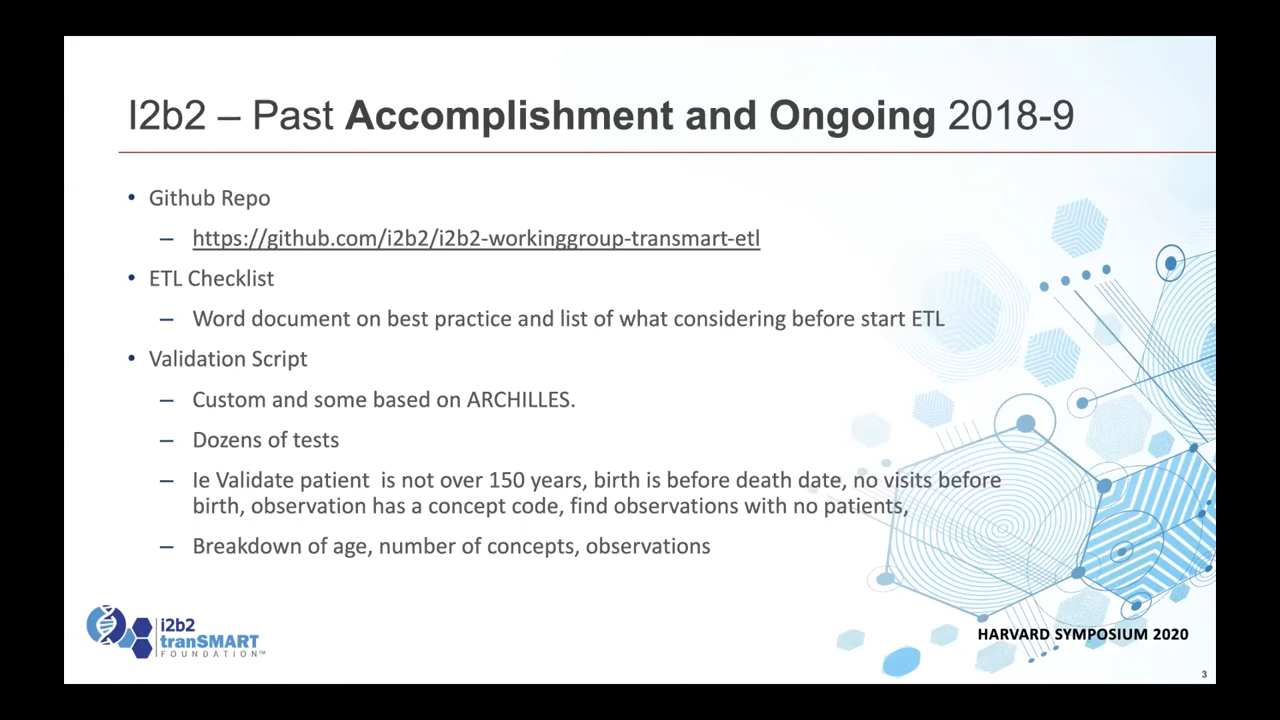 I2b2 – Past Accomplishment and Ongoing 2018-9
• Github Repo
– https://github.com/i2b2/i2b2-workinggroup-transmart-etl
• ETL Checklist
– Word document on best practice and list of what considering before start ETL
• Validation Script
– Custom and some based on ARCHILLES.
– Dozens of tests
– Ie Validate patient  is not over 150 years, birth is before death date, no visits before
birth, observation has a concept code, find observations with no patients,
– Breakdown of age, number of concepts, observations
i2b2
tranSMART
FOUNDATION™
HARVARD SYMPOSIUM 2020
3